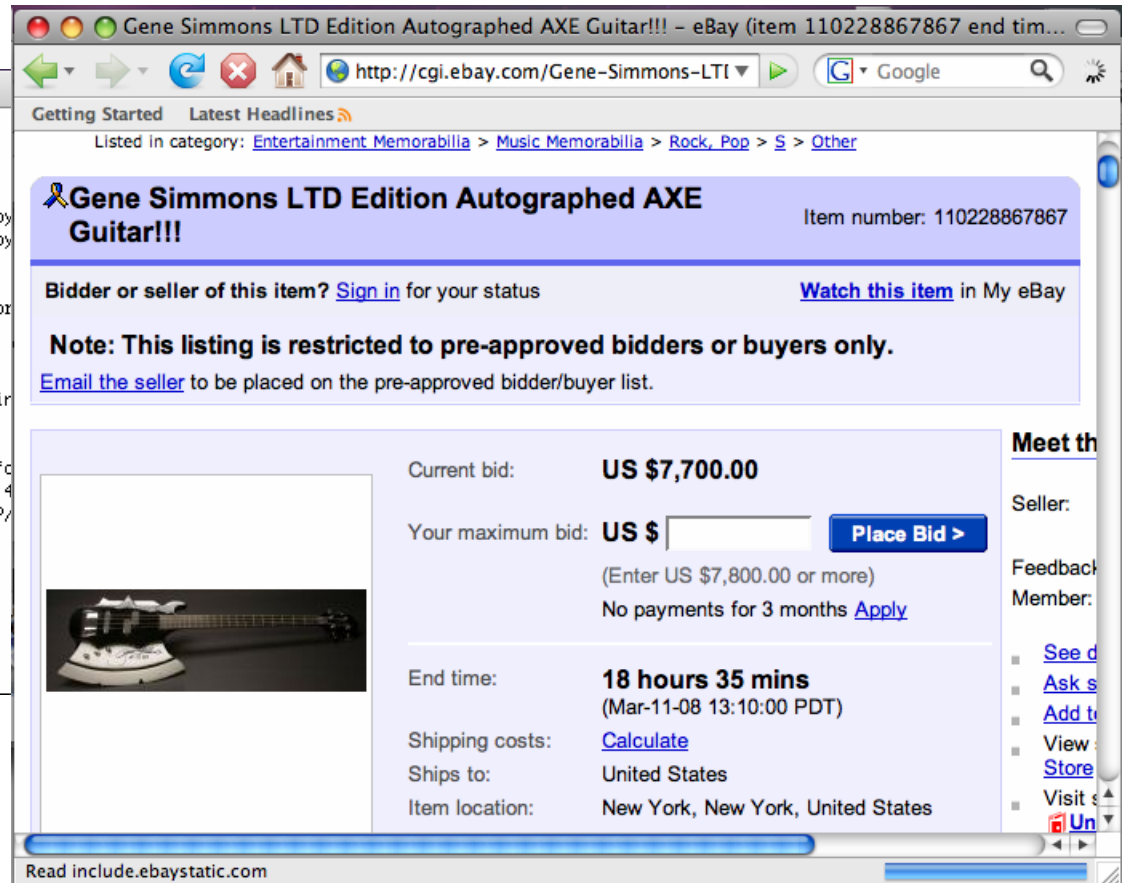 Gene Simmons LTD Edition Autographed AXE Guitar!!! – eBay (item 110228867867 end tim...
http://cgi.ebay.com/Gene-Simmons-LTI
G Google
Getting Started Latest Headlines
Listed in category: Entertainment Memorabilia > Music Memorabilia > Rock, Pop > S > Other
Gene Simmons LTD Edition Autographed AXE
Guitar!!!
Item number: 110228867867
Bidder or seller of this item? Sign in for your status
Watch this item in My eBay
Note: This listing is restricted to pre-approved bidders or buyers only.
Email the seller to be placed on the pre-approved bidder/buyer list.
Current bid: US $7,700.00
Your maximum bid: US $ Place Bid >
(Enter US $7,800.00 or more)
No payments for 3 months Apply
End time: 18 hours 35 mins
(Mar-11-08 13:10:00 PDT)
Shipping costs: Calculate
Ships to: United States
Item location: New York, New York, United States
Meet th
Seller:
Feedback
Member:
See d
Ask s
Add t
View
Store
Visit s
Un
Read include.ebaystatic.com